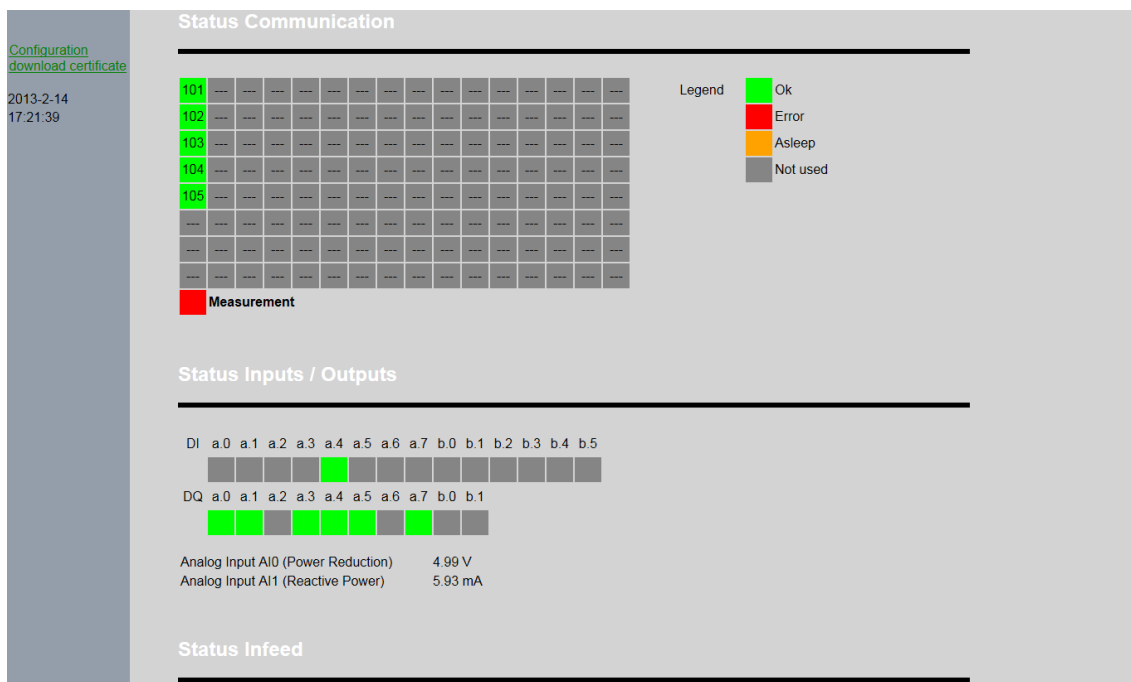 Status Communication
Configuration
download certificate
2013-2-14
17:21:39
101 --- --- --- --- --- --- --- --- --- --- --- --- --- --- ---
102 --- --- --- --- --- --- --- --- --- --- --- --- --- --- ---
103 --- --- --- --- --- --- --- --- --- --- --- --- --- --- ---
104 --- --- --- --- --- --- --- --- --- --- --- --- --- --- ---
105 --- --- --- --- --- --- --- --- --- --- --- --- --- --- ---
--- --- --- --- --- --- --- --- --- --- --- --- --- --- --- ---
--- --- --- --- --- --- --- --- --- --- --- --- --- --- --- ---
--- --- --- --- --- --- --- --- --- --- --- --- --- --- --- ---
Measurement
Legend
Ok
Error
Asleep
Not used
Status Inputs / Outputs
DI a.0 a.1 a.2 a.3 a.4 a.5 a.6 a.7 b.0 b.1 b.2 b.3 b.4 b.5
DQ a.0 a.1 a.2 a.3 a.4 a.5 a.6 a.7 b.0 b.1
Analog Input AI0 (Power Reduction) 4.99 V
Analog Input AI1 (Reactive Power) 5.93 mA
Status Infeed